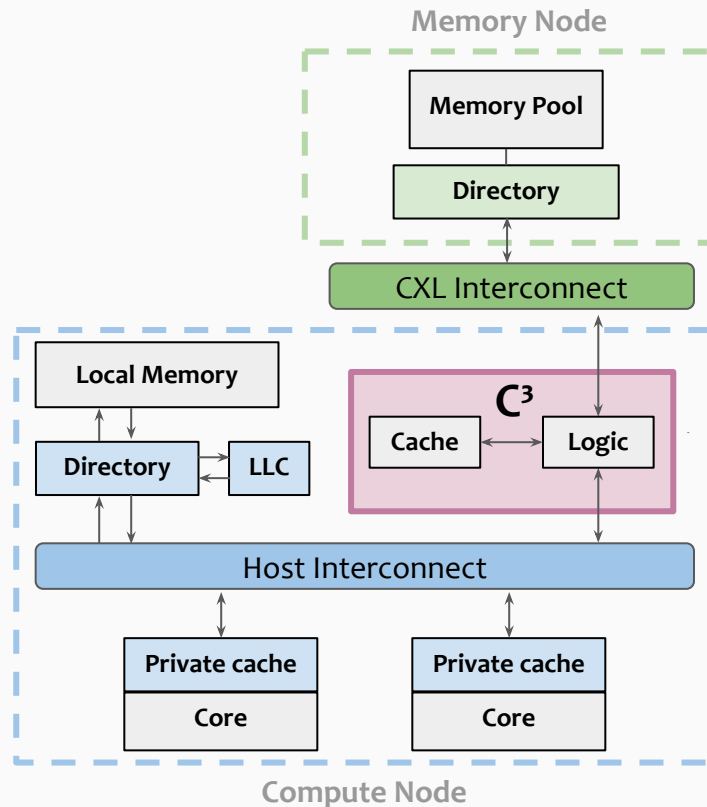 Memory Node
Memory Pool
Directory
CXL Interconnect
Local Memory
C³
Cache
Logic
Directory
LLC
Host Interconnect
Private cache
Private cache
Core
Core
Compute Node